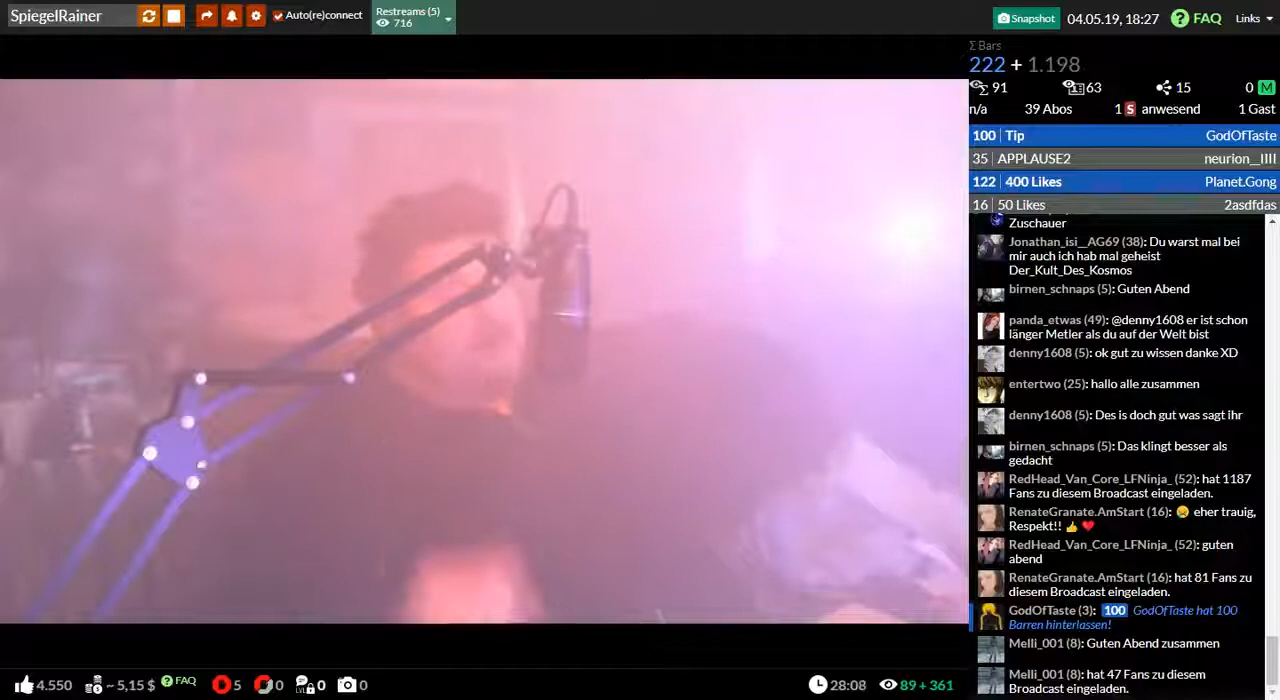 SpiegelRainer
Auto(re)connect
Restreams (5)
716
Snapshot
04.05.19, 18:27
FAQ
Links
Σ Bars
222 + 1.198
Σ 91
63
15
0 M
n/a
39 Abos
1 S anwesend
1 Gast
100 Tip GodOfTaste
35 APPLAUSE2 neurion__IIII
122 400 Likes Planet.Gong
16 50 Likes 2asdfdas
Zuschauer
Jonathan_isi__AG69 (38): Du warst mal bei
mir auch ich hab mal geheist
Der_Kult_Des_Kosmos
birnen_schnaps (5): Guten Abend
panda_etwas (49): @denny1608 er ist schon
länger Metler als du auf der Welt bist
denny1608 (5): ok gut zu wissen danke XD
entertwo (25): hallo alle zusammen
denny1608 (5): Des is doch gut was sagt ihr
birnen_schnaps (5): Das klingt besser als
gedacht
RedHead_Van_Core_LFNinja_ (52): hat 1187
Fans zu diesem Broadcast eingeladen.
RenateGranate.AmStart (16): 😭 eher trauig,
Respekt!! 👍 ❤️
RedHead_Van_Core_LFNinja_ (52): guten
abend
RenateGranate.AmStart (16): hat 81 Fans zu
diesem Broadcast eingeladen.
GodOfTaste (3): 100 GodOfTaste hat 100
Barren hinterlassen!
Melli_001 (8): Guten Abend zusammen
Melli_001 (8): hat 47 Fans zu diesem
Broadcast eingeladen.
4.550
~ 5,15 $
FAQ
5
0
LVL
0
0
28:08
89 + 361